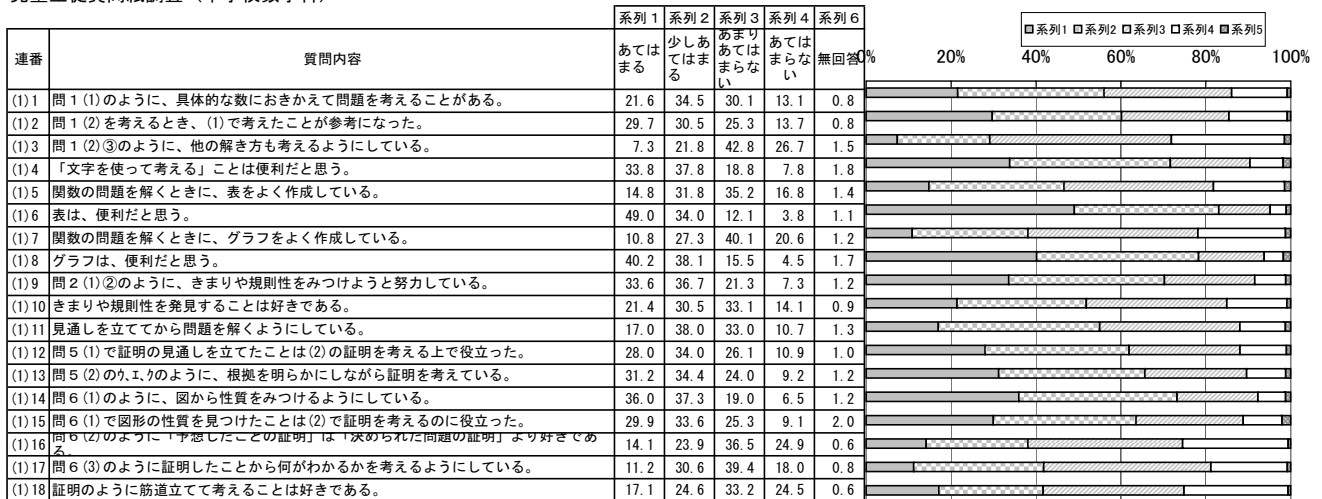 系列1 系列2 系列3 系列4 系列6
■系列1 □系列2 □系列3 □系列4 ■系列5
連番 質問内容 あてはまる 少しあてはまる あまりあてはまらない あてはまらない 無回答 0% 20% 40% 60% 80% 100%
(1)1 問1(1)のように、具体的な数におきかえて問題を考えることがある。 21.6 34.5 30.1 13.1 0.8
(1)2 問1(2)を考えるとき、(1)で考えたことが参考になった。 29.7 30.5 25.3 13.7 0.8
(1)3 問1(2)③のように、他の解き方も考えるようにしている。 7.3 21.8 42.8 26.7 1.5
(1)4 「文字を使って考える」ことは便利だと思う。 33.8 37.8 18.8 7.8 1.8
(1)5 関数の問題を解くときに、表をよく作成している。 14.8 31.8 35.2 16.8 1.4
(1)6 表は、便利だと思う。 49.0 34.0 12.1 3.8 1.1
(1)7 関数の問題を解くときに、グラフをよく作成している。 10.8 27.3 40.1 20.6 1.2
(1)8 グラフは、便利だと思う。 40.2 38.1 15.5 4.5 1.7
(1)9 問2(1)②のように、きまりや規則性をみつけようと努力している。 33.6 36.7 21.3 7.3 1.2
(1)10 きまりや規則性を発見することは好きである。 21.4 30.5 33.1 14.1 0.9
(1)11 見通しを立ててから問題を解くようにしている。 17.0 38.0 33.0 10.7 1.3
(1)12 問5(1)で証明の見通しを立てたことは(2)の証明を考える上で役立った。 28.0 34.0 26.1 10.9 1.0
(1)13 問5(2)のウ,エ,クのように、根拠を明らかにしながら証明を考えている。 31.2 34.4 24.0 9.2 1.2
(1)14 問6(1)のように、図から性質をみつけるようにしている。 36.0 37.3 19.0 6.5 1.2
(1)15 問6(1)で図形の性質を見つけたことは(2)で証明を考えるのに役立った。 29.9 33.6 25.3 9.1 2.0
(1)16 問6(2)のように「予想したことの証明」は「決められた問題の証明」より好きである。 14.1 23.9 36.5 24.9 0.6
(1)17 問6(3)のように証明したことから何がわかるかを考えるようにしている。 11.2 30.6 39.4 18.0 0.8
(1)18 証明のように筋道立てて考えることは好きである。 17.1 24.6 33.2 24.5 0.6